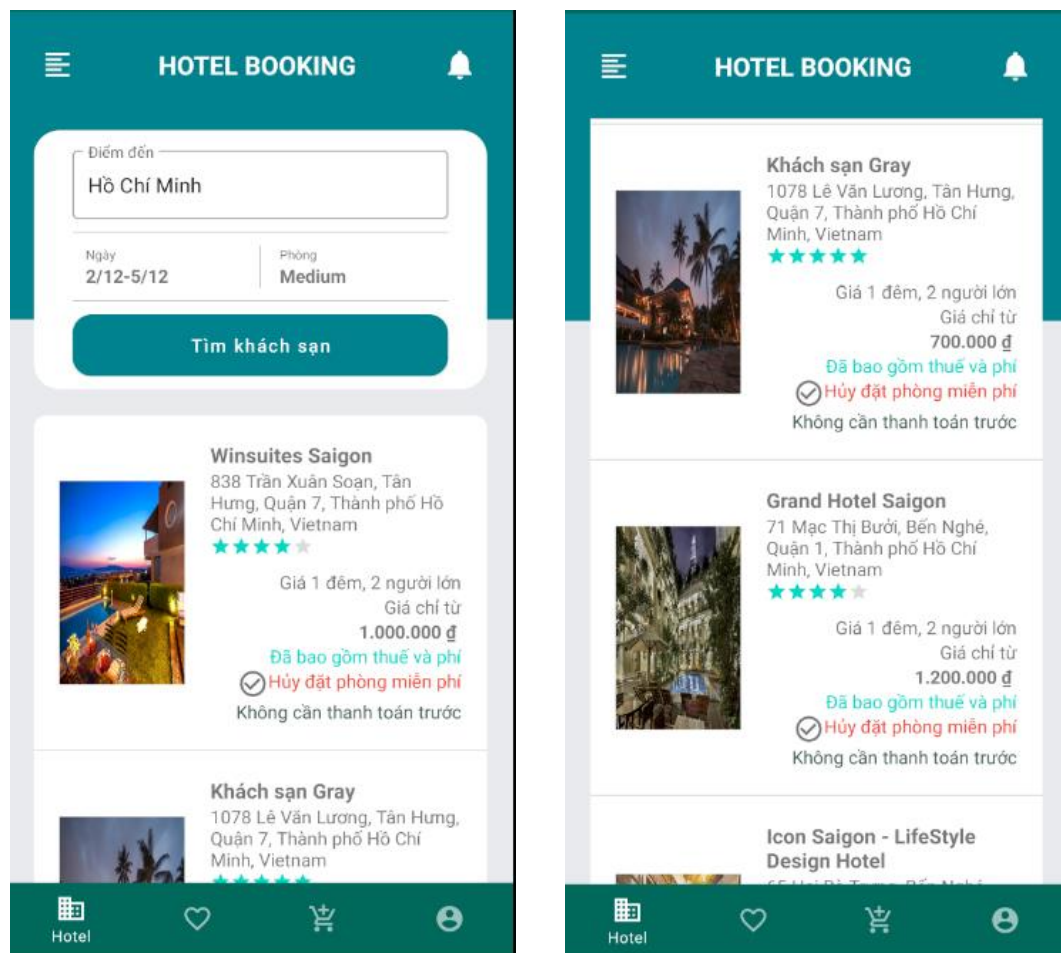 HOTEL BOOKING
Điểm đến
Hồ Chí Minh
Ngày
2/12-5/12
Phòng
Medium
Tìm khách sạn
Winsuites Saigon
838 Trần Xuân Soạn, Tân
Hưng, Quận 7, Thành phố Hồ
Chí Minh, Vietnam
Giá 1 đêm, 2 người lớn
Giá chỉ từ
1.000.000 ₫
Đã bao gồm thuế và phí
Hủy đặt phòng miễn phí
Không cần thanh toán trước
Khách sạn Gray
1078 Lê Văn Lương, Tân Hưng,
Quận 7, Thành phố Hồ Chí
Minh, Vietnam
Hotel
HOTEL BOOKING
Khách sạn Gray
1078 Lê Văn Lương, Tân Hưng,
Quận 7, Thành phố Hồ Chí
Minh, Vietnam
Giá 1 đêm, 2 người lớn
Giá chỉ từ
700.000 ₫
Đã bao gồm thuế và phí
Hủy đặt phòng miễn phí
Không cần thanh toán trước
Grand Hotel Saigon
71 Mạc Thị Bưởi, Bến Nghé,
Quận 1, Thành phố Hồ Chí
Minh, Vietnam
Giá 1 đêm, 2 người lớn
Giá chỉ từ
1.200.000 ₫
Đã bao gồm thuế và phí
Hủy đặt phòng miễn phí
Không cần thanh toán trước
Icon Saigon - LifeStyle
Design Hotel
Hotel